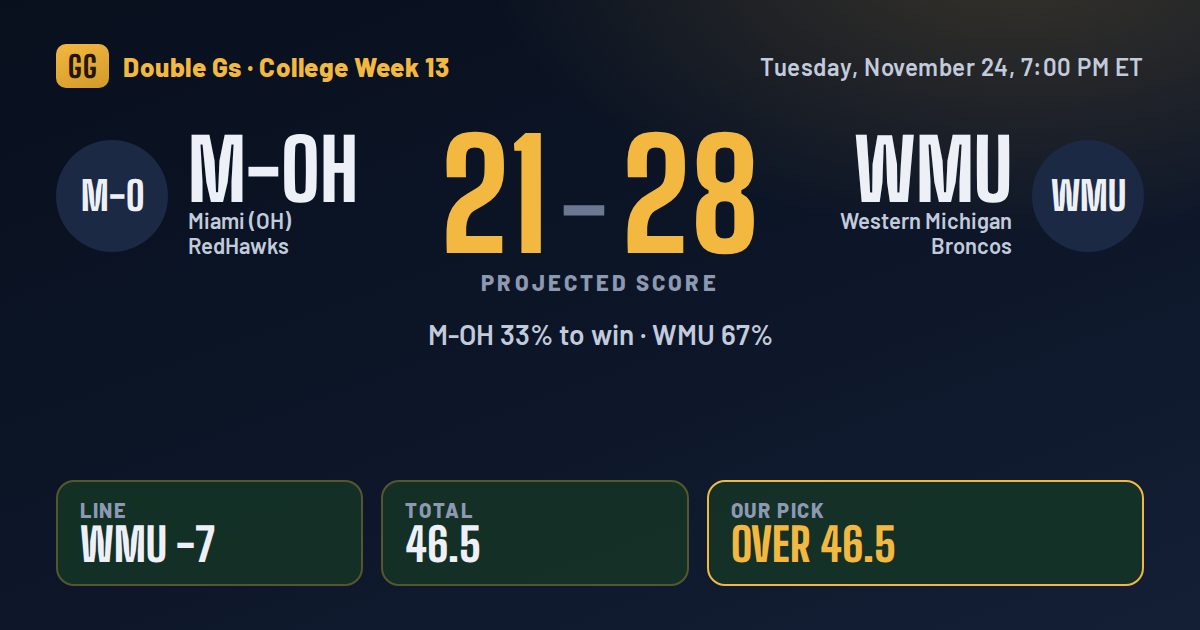 GG
Double Gs · College Week 13
Tuesday, November 24, 7:00 PM ET
M-O
M-OH
Miami (OH)
RedHawks
21 – 28
PROJECTED SCORE
M-OH 33% to win · WMU 67%
WMU
Western Michigan
Broncos
WMU
LINE
WMU -7
TOTAL
46.5
OUR PICK
OVER 46.5